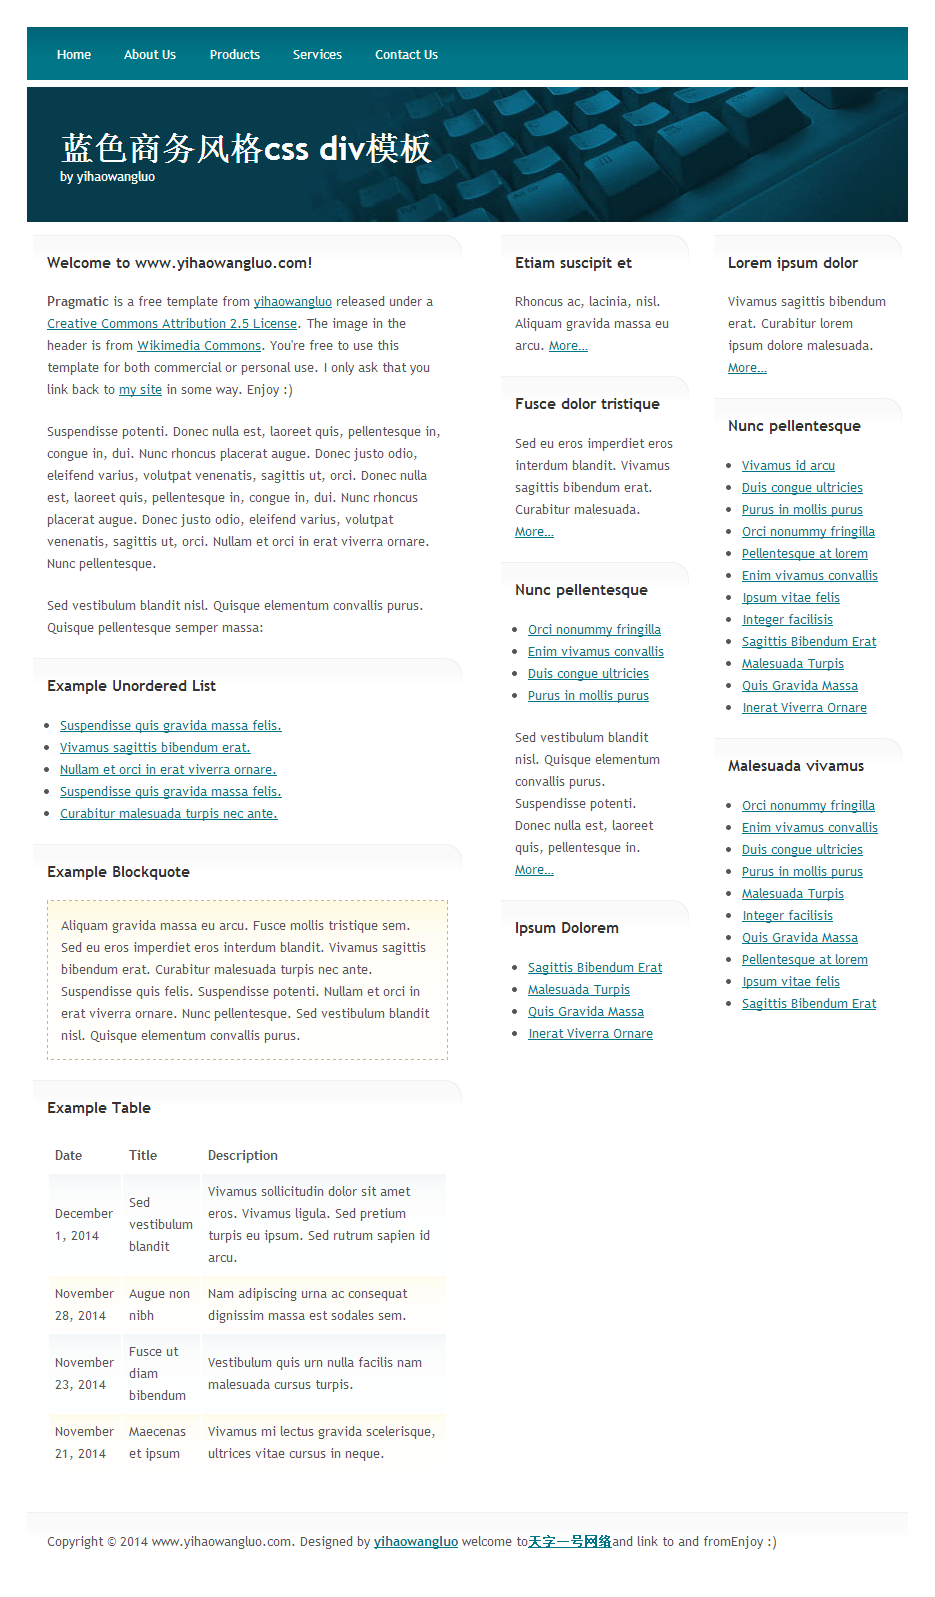 Home About Us Products Services Contact Us
蓝色商务风格css div模板
by yihaowangluo
Welcome to www.yihaowangluo.com!
Pragmatic is a free template from yihaowangluo released under a
Creative Commons Attribution 2.5 License. The image in the
header is from Wikimedia Commons. You're free to use this
template for both commercial or personal use. I only ask that you
link back to my site in some way. Enjoy :)
Suspendisse potenti. Donec nulla est, laoreet quis, pellentesque in,
congue in, dui. Nunc rhoncus placerat augue. Donec justo odio,
eleifend varius, volutpat venenatis, sagittis ut, orci. Donec nulla
est, laoreet quis, pellentesque in, congue in, dui. Nunc rhoncus
placerat augue. Donec justo odio, eleifend varius, volutpat
venenatis, sagittis ut, orci. Nullam et orci in erat viverra ornare.
Nunc pellentesque.
Sed vestibulum blandit nisl. Quisque elementum convallis purus.
Quisque pellentesque semper massa:
Example Unordered List
Suspendisse quis gravida massa felis.
Vivamus sagittis bibendum erat.
Nullam et orci in erat viverra ornare.
Suspendisse quis gravida massa felis.
Curabitur malesuada turpis nec ante.
Example Blockquote
Aliquam gravida massa eu arcu. Fusce mollis tristique sem.
Sed eu eros imperdiet eros interdum blandit. Vivamus sagittis
bibendum erat. Curabitur malesuada turpis nec ante.
Suspendisse quis felis. Suspendisse potenti. Nullam et orci in
erat viverra ornare. Nunc pellentesque. Sed vestibulum blandit
nisl. Quisque elementum convallis purus.
Example Table
Date Title Description
December
1, 2014
Sed
vestibulum
blandit
Vivamus sollicitudin dolor sit amet
eros. Vivamus ligula. Sed pretium
turpis eu ipsum. Sed rutrum sapien id
arcu.
November
28, 2014
Augue non
nibh
Nam adipiscing urna ac consequat
dignissim massa est sodales sem.
November
23, 2014
Fusce ut
diam
bibendum
Vestibulum quis urn nulla facilis nam
malesuada cursus turpis.
November
21, 2014
Maecenas
et ipsum
Vivamus mi lectus gravida scelerisque,
ultrices vitae cursus in neque.
Etiam suscipit et
Rhoncus ac, lacinia, nisl.
Aliquam gravida massa eu
arcu. More...
Fusce dolor tristique
Sed eu eros imperdiet eros
interdum blandit. Vivamus
sagittis bibendum erat.
Curabitur malesuada.
More...
Nunc pellentesque
Orci nonummy fringilla
Enim vivamus convallis
Duis congue ultricies
Purus in mollis purus
Sed vestibulum blandit
nisl. Quisque elementum
convallis purus.
Suspendisse potenti.
Donec nulla est, laoreet
quis, pellentesque in.
More...
Ipsum Dolorem
Sagittis Bibendum Erat
Malesuada Turpis
Quis Gravida Massa
Inerat Viverra Ornare
Lorem ipsum dolor
Vivamus sagittis bibendum
erat. Curabitur lorem
ipsum dolore malesuada.
More...
Nunc pellentesque
Vivamus id arcu
Duis congue ultricies
Purus in mollis purus
Orci nonummy fringilla
Pellentesque at lorem
Enim vivamus convallis
Ipsum vitae felis
Integer facilisis
Sagittis Bibendum Erat
Malesuada Turpis
Quis Gravida Massa
Inerat Viverra Ornare
Malesuada vivamus
Orci nonummy fringilla
Enim vivamus convallis
Duis congue ultricies
Purus in mollis purus
Malesuada Turpis
Integer facilisis
Quis Gravida Massa
Pellentesque at lorem
Ipsum vitae felis
Sagittis Bibendum Erat
Copyright © 2014 www.yihaowangluo.com. Designed by yihaowangluo welcome to天字一号网络and link to and fromEnjoy :)